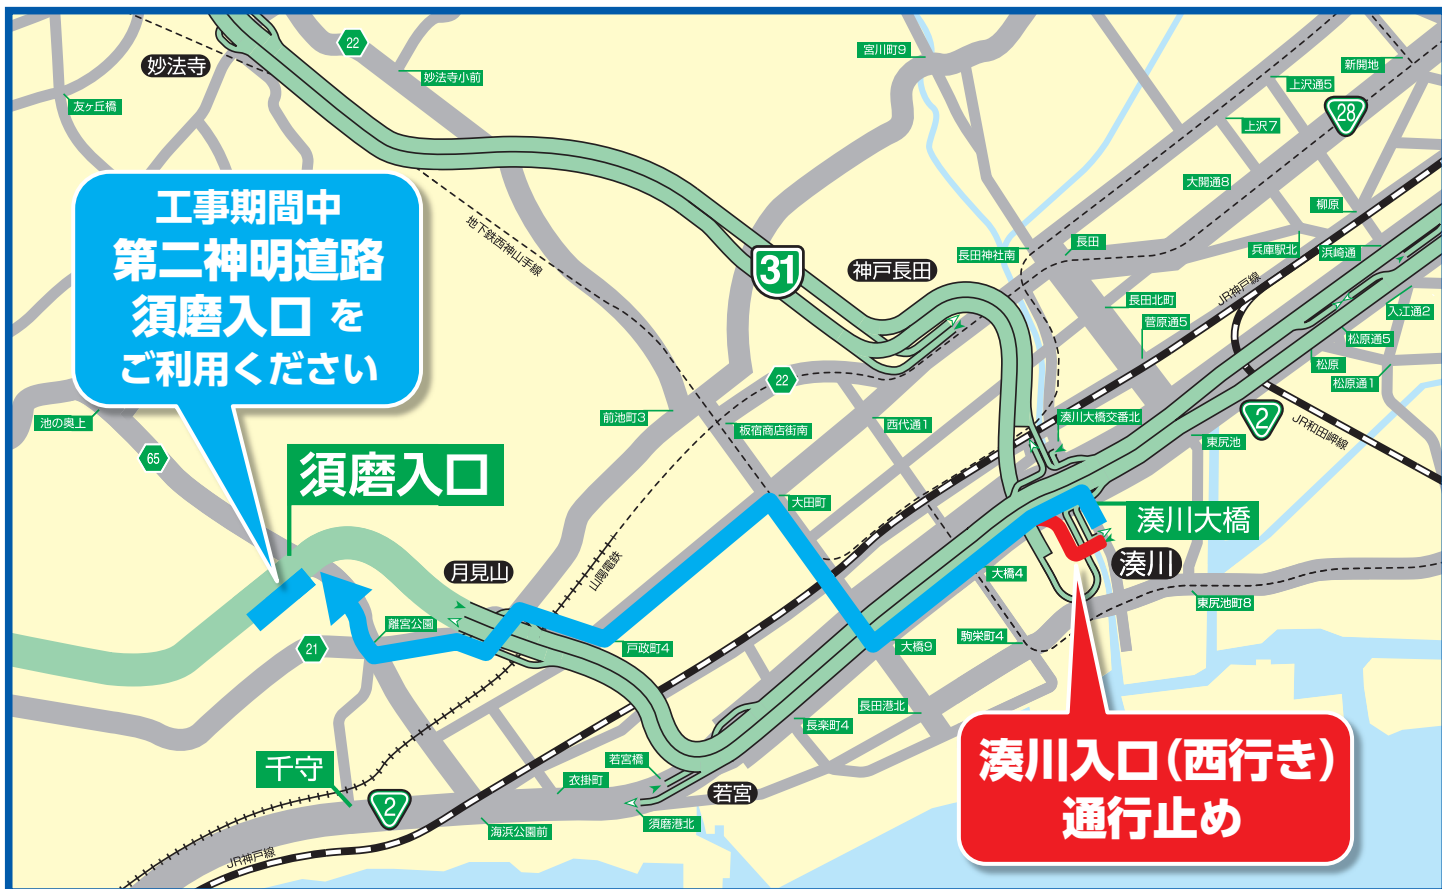 妙法寺
22
妙法寺小前
友ヶ丘橋
宮川町9
新開地
上沢通5
28
上沢7
大開通8
柳原
兵庫駅北
浜崎通
長田
長田神社南
神戸長田
31
地下鉄西神山手線
工事期間中
第二神明道路
須磨入口を
ご利用ください
長田北町
菅原通5
JR神戸線
入江通2
松原通5
松原
松原通1
22
前池町3
板宿商店街南
西代通1
湊川大橋交番北
2
東尻池
JR和田岬線
池の奥上
65
須磨入口
大田町
湊川大橋
湊川
月見山
山陽電鉄
大橋4
東尻池町8
離宮公園
21
戸政町4
大橋9
駒栄町4
長田港北
長楽町4
湊川入口(西行き)
通行止め
千守
2
若宮橋
衣掛町
若宮
須磨港北
海浜公園前
JR神戸線